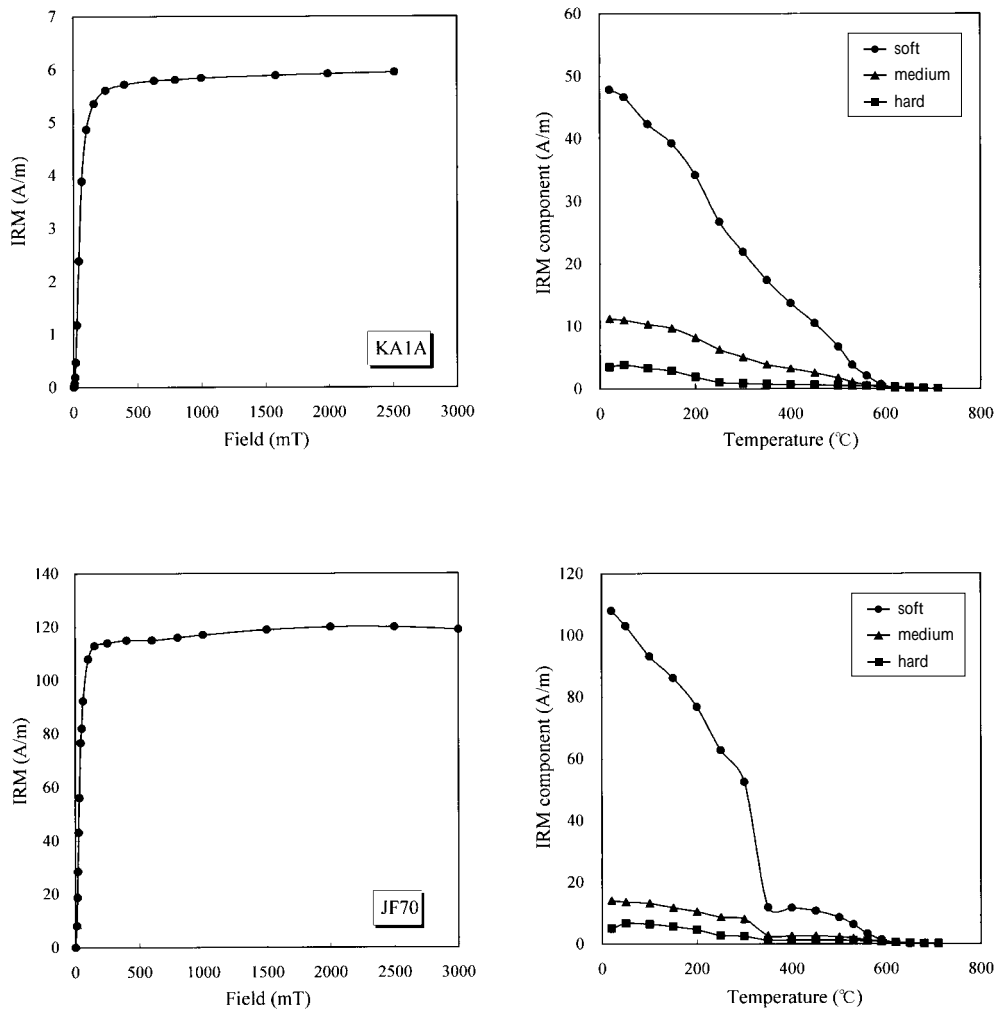 7
6
5
4
3
2
1
0
IRM (A/m)
0 500 1000 1500 2000 2500 3000
Field (mT)
KA1A
60
50
40
30
20
10
0
IRM component (A/m)
0 200 400 600 800
Temperature (℃)
soft
medium
hard
140
120
100
80
60
40
20
0
IRM (A/m)
0 500 1000 1500 2000 2500 3000
Field (mT)
JF70
120
100
80
60
40
20
0
IRM component (A/m)
0 200 400 600 800
Temperature (℃)
soft
medium
hard